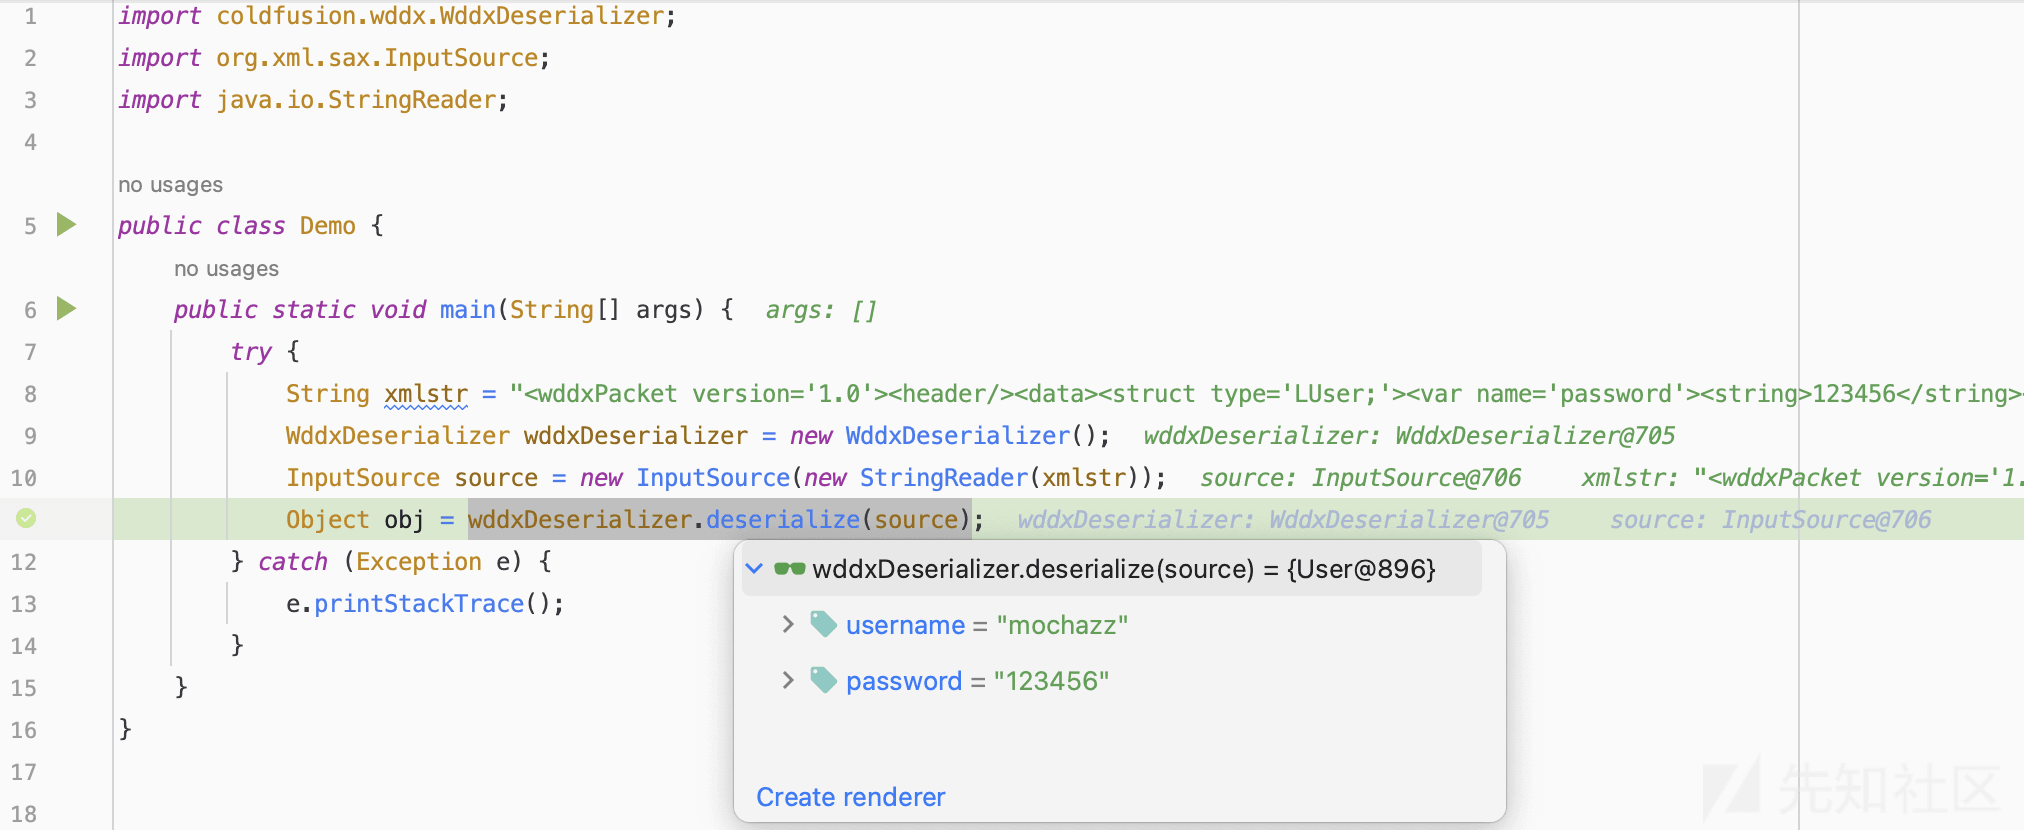 1 import coldfusion.wddx.WddxDeserializer;
2 import org.xml.sax.InputSource;
3 import java.io.StringReader;
4
no usages
5 public class Demo {
no usages
6 public static void main(String[] args) { args: []
7 try {
8 String xmlstr = "<wddxPacket version='1.0'><header/><data><struct type='LUser;'><var name='password'><string>123456</string>
9 WddxDeserializer wddxDeserializer = new WddxDeserializer(); wddxDeserializer: WddxDeserializer@705
10 InputSource source = new InputSource(new StringReader(xmlstr)); source: InputSource@706 xmlstr: "<wddxPacket version='1.
Object obj = wddxDeserializer.deserialize(source); wddxDeserializer: WddxDeserializer@705 source: InputSource@706
12 } catch (Exception e) {
wddxDeserializer.deserialize(source) = {User@896}
13 e.printStackTrace();
username = "mochazz"
14 }
password = "123456"
15 }
16 }
17
Create renderer
18
先知社区